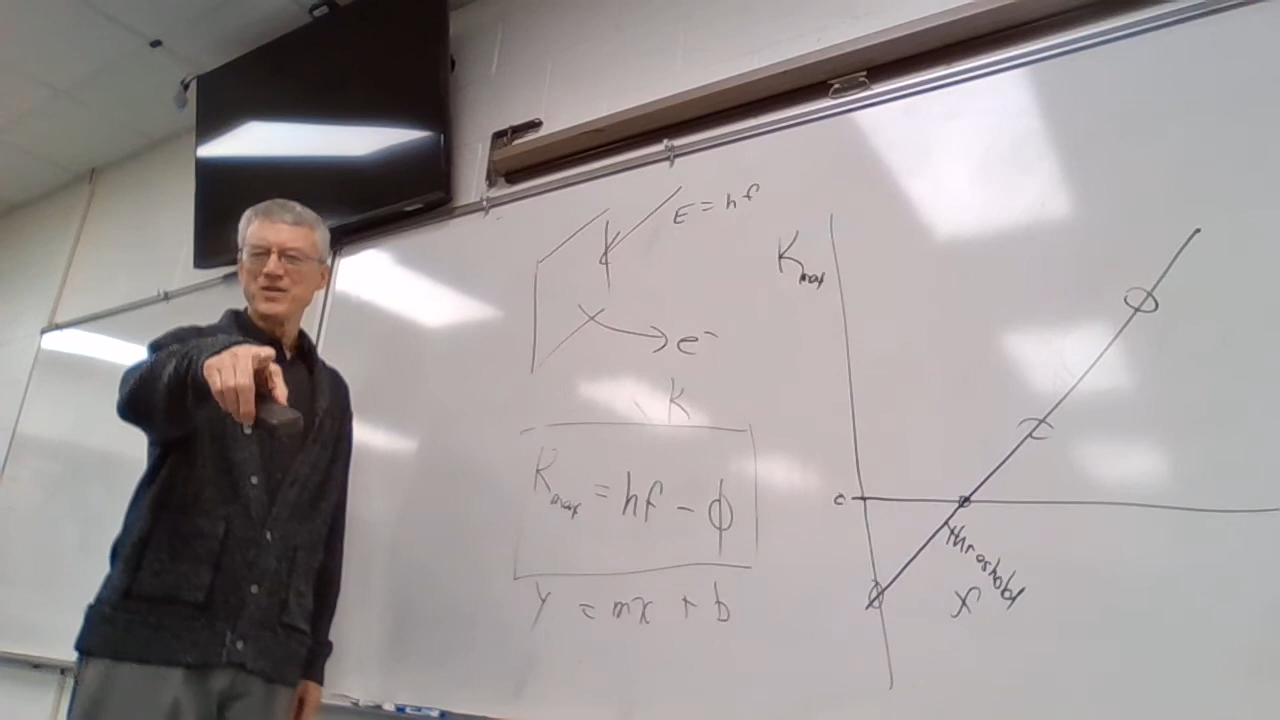 E = hf
e⁻
K
Kmax = hf - ϕ
y = mx + b
Kmax
0
threshold
f